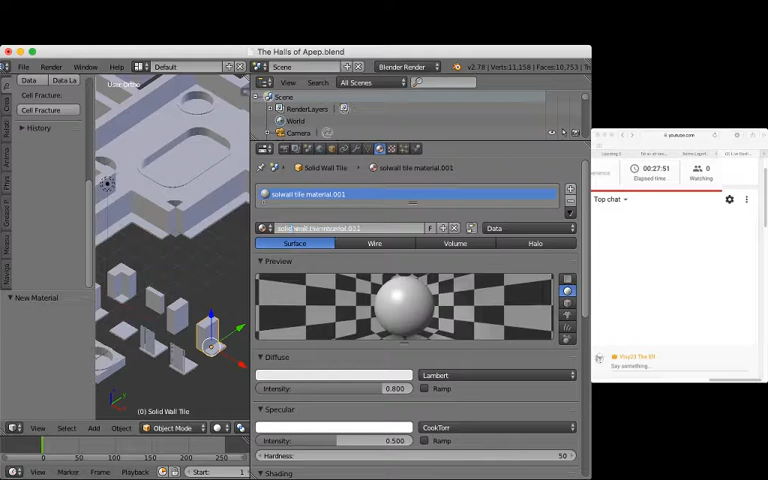 The Halls of Apep.blend
File Render Window Help Default Scene Blender Render v2.78 | Verts:11,158 | Faces:10,753
Data Data La
Cell Fracture:
Cell Fracture
History
New Material
User Ortho
(0) Solid Wall Tile
View Select Add Object Object Mode
0 50 100 150 200 250
View Marker Frame Playback Start: 1
View Search All Scenes
Scene
RenderLayers
World
Camera
Solid Wall Tile solwall tile material.001
solwall tile material.001
F Data
Surface Wire Volume Halo
Preview
Diffuse
Lambert
Intensity: 0.800 Ramp
Specular
CookTorr
Intensity: 0.500 Ramp
Hardness: 50
Shading
youtube.com
00:27:51
Elapsed time
0
Watching
Top chat
Say something...